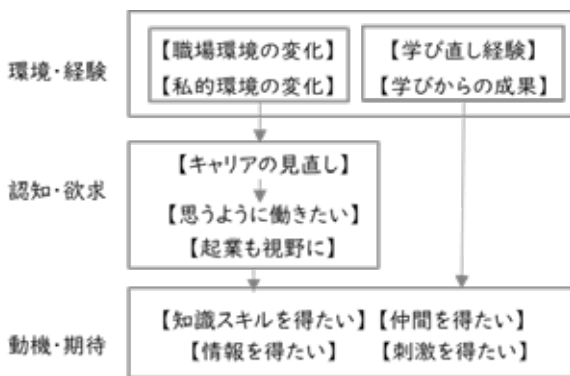 環境・経験
【職場環境の変化】
【私的環境の変化】
【学び直し経験】
【学びからの成果】
認知・欲求
【キャリアの見直し】
【思うように働きたい】
【起業も視野に】
動機・期待
【知識スキルを得たい】【仲間を得たい】
【情報を得たい】 【刺激を得たい】